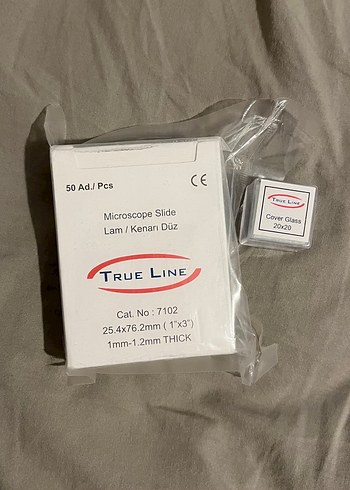 50 Ad./ Pcs
CE
Microscope Slide
Lam / Kenarı Düz
TRUE LINE
Cat. No : 7102
25.4x76.2mm ( 1"x3")
1mm-1.2mm THICK
TRUE LINE
Cover Glass
20x20